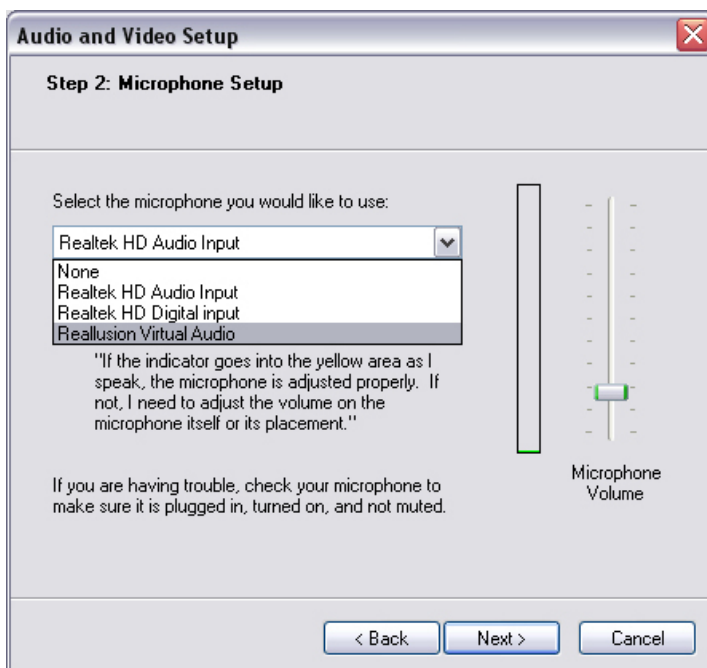 Audio and Video Setup
Step 2: Microphone Setup
Select the microphone you would like to use:
Realtek HD Audio Input
None
Realtek HD Audio Input
Realtek HD Digital input
Reallusion Virtual Audio
"If the indicator goes into the yellow area as I
speak, the microphone is adjusted properly.  If
not, I need to adjust the volume on the
microphone itself or its placement."
If you are having trouble, check your microphone to
make sure it is plugged in, turned on, and not muted.
Microphone
Volume
< Back
Next >
Cancel